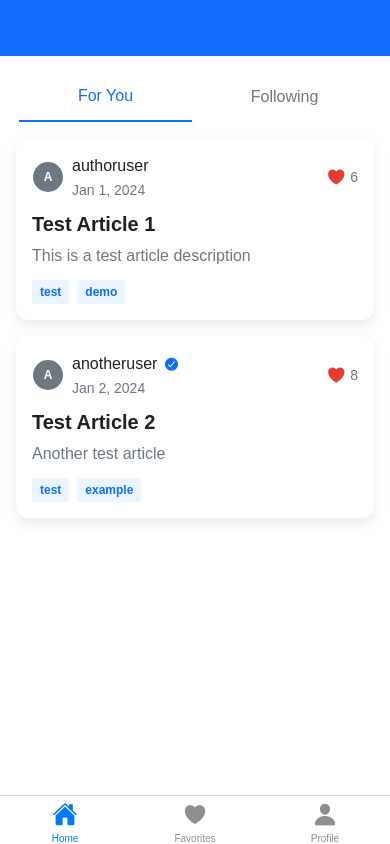 For You
Following
A
authoruser
Jan 1, 2024
6
Test Article 1
This is a test article description
test demo
A
anotheruser
Jan 2, 2024
8
Test Article 2
Another test article
test example
Home
Favorites
Profile